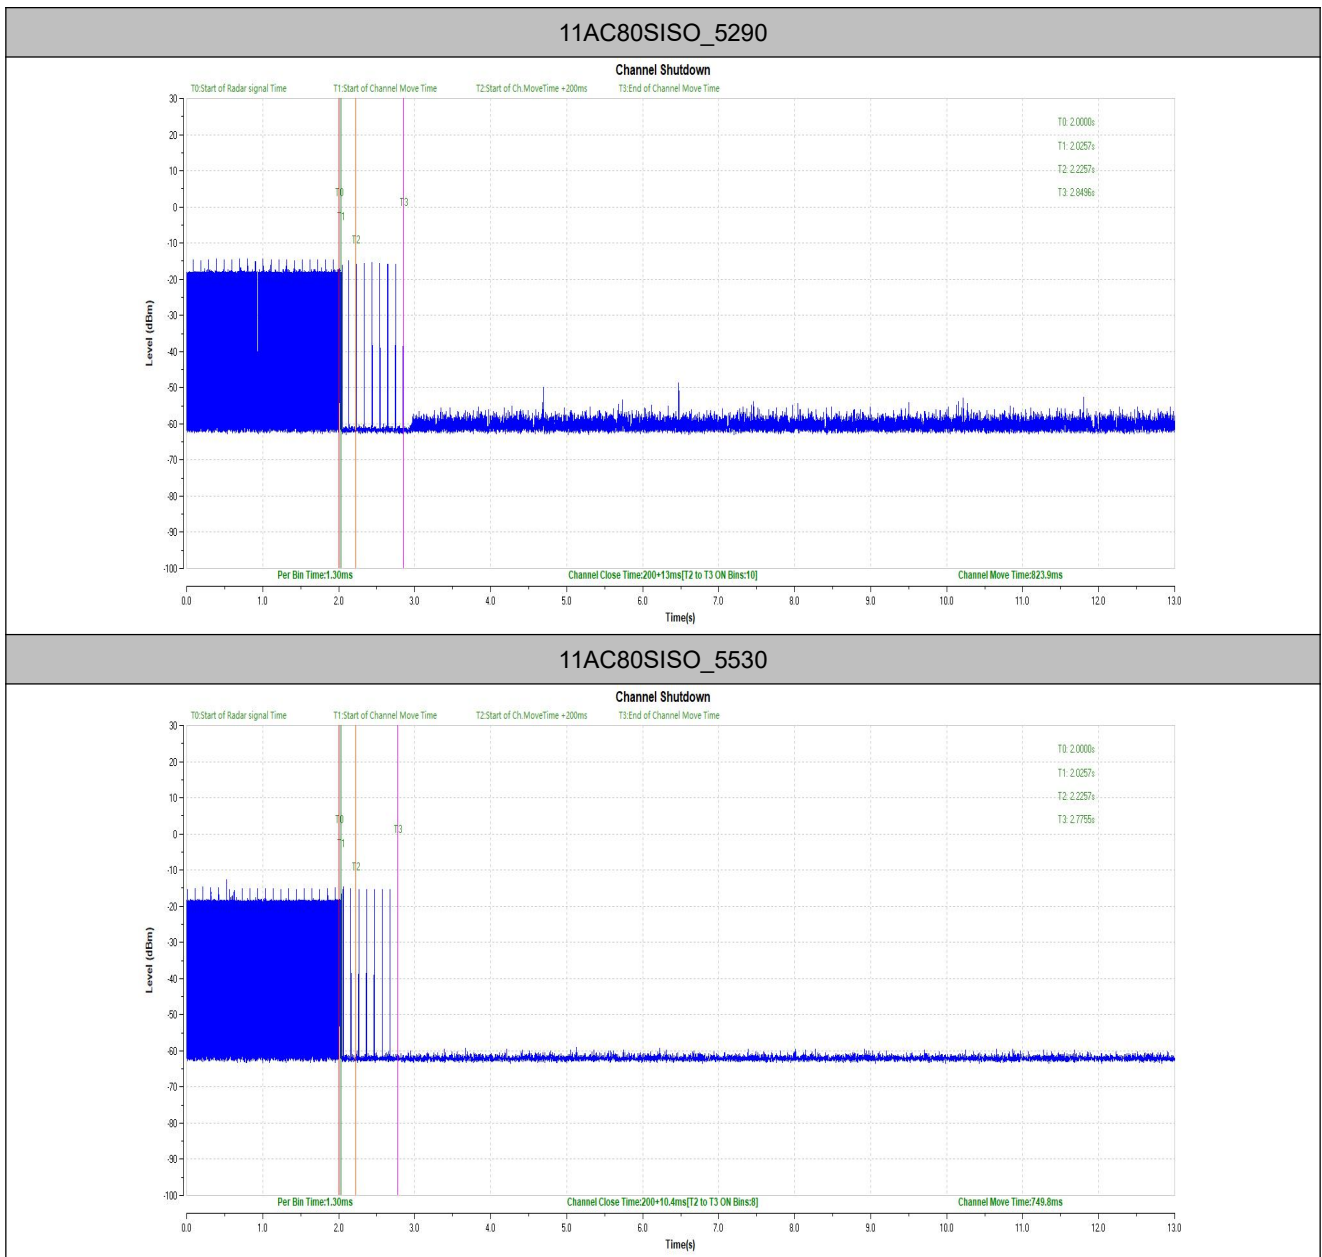 11AC80SISO_5290
Channel Shutdown
T0:Start of Radar signal Time T1:Start of Channel Move Time T2:Start of Ch.MoveTime +200ms T3:End of Channel Move Time
30
20
10
0
-10
-20
-30
-40
-50
-60
-70
-80
-90
-100
Level (dBm)
T0: 2.0000s
T1: 2.0257s
T2: 2.2257s
T3: 2.8496s
T0
T1
T2
T3
Per Bin Time:1.30ms Channel Close Time:200+13ms[T2 to T3 ON Bins:10] Channel Move Time:823.9ms
0.0 1.0 2.0 3.0 4.0 5.0 6.0 7.0 8.0 9.0 10.0 11.0 12.0 13.0
Time(s)
11AC80SISO_5530
Channel Shutdown
T0:Start of Radar signal Time T1:Start of Channel Move Time T2:Start of Ch.MoveTime +200ms T3:End of Channel Move Time
30
20
10
0
-10
-20
-30
-40
-50
-60
-70
-80
-90
-100
Level (dBm)
T0: 2.0000s
T1: 2.0257s
T2: 2.2257s
T3: 2.7755s
T0
T1
T2
T3
Per Bin Time:1.30ms Channel Close Time:200+10.4ms[T2 to T3 ON Bins:8] Channel Move Time:749.8ms
0.0 1.0 2.0 3.0 4.0 5.0 6.0 7.0 8.0 9.0 10.0 11.0 12.0 13.0
Time(s)